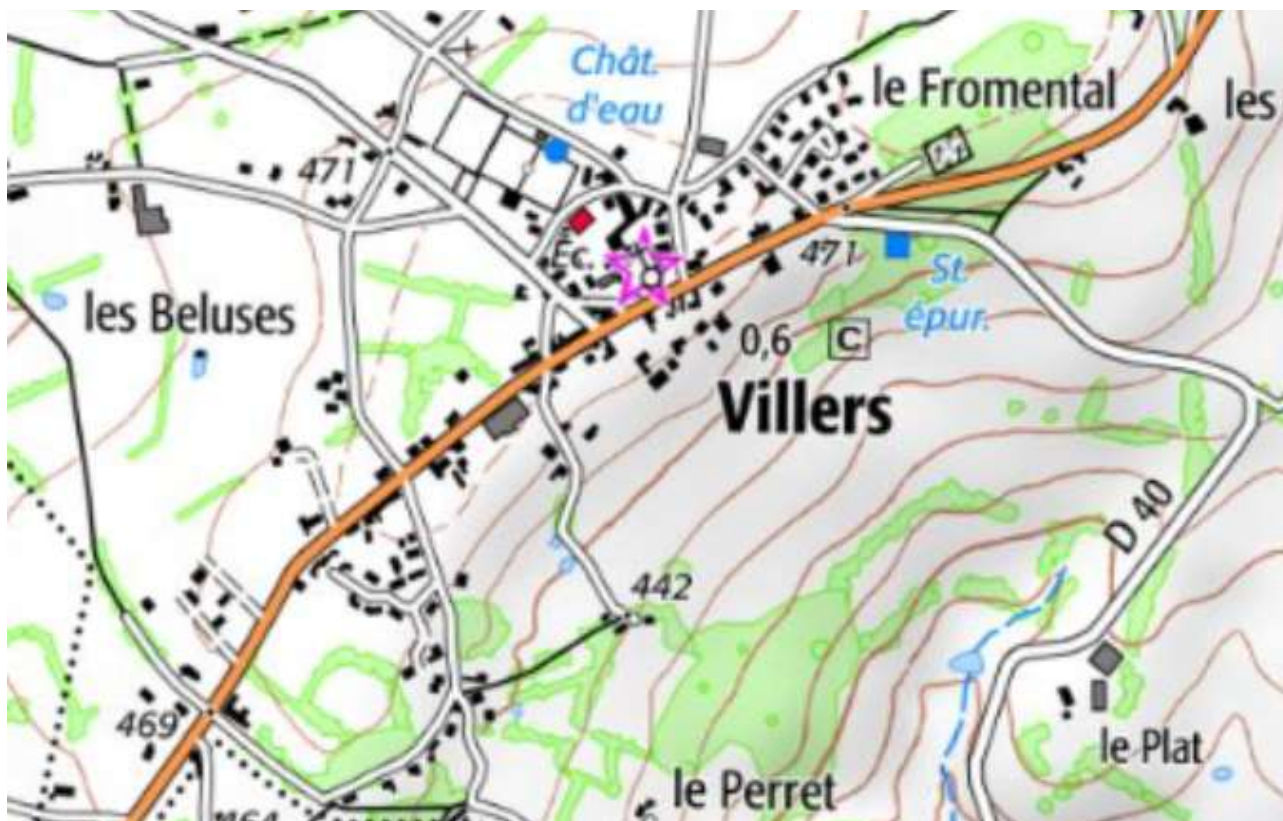 Chât.
d'eau
le Fromental
les
471
Éc.
471
St.
épur.
les Beluses
0,6 C
Villers
D 40
442
469
le Plat
le Perret
464